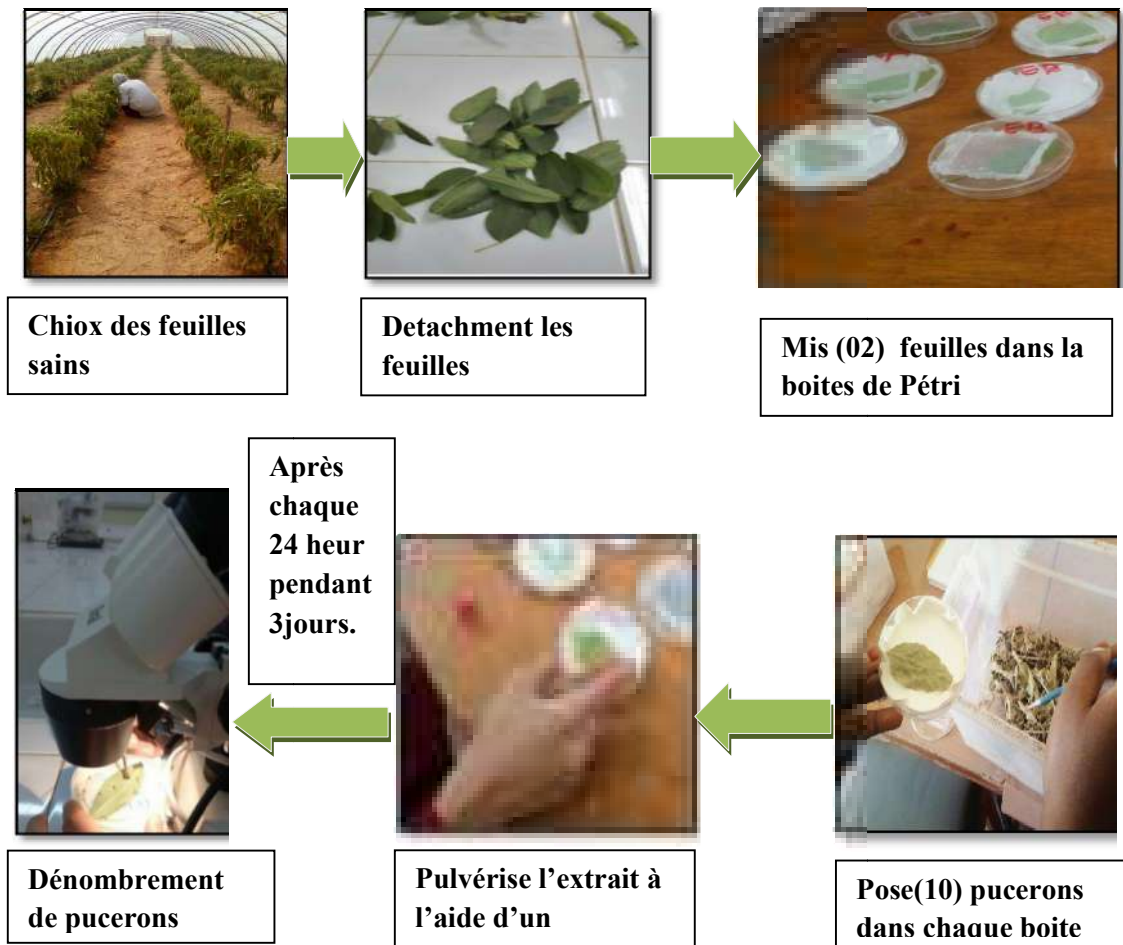 Chiox des feuilles
sains
Detachment les
feuilles
Mis (02) feuilles dans la
boites de Pétri
Après
chaque
24 heur
pendant
3jours.
Dénombrement
de pucerons
Pulvérise l’extrait à
l’aide d’un
Pose(10) pucerons
dans chaque boite